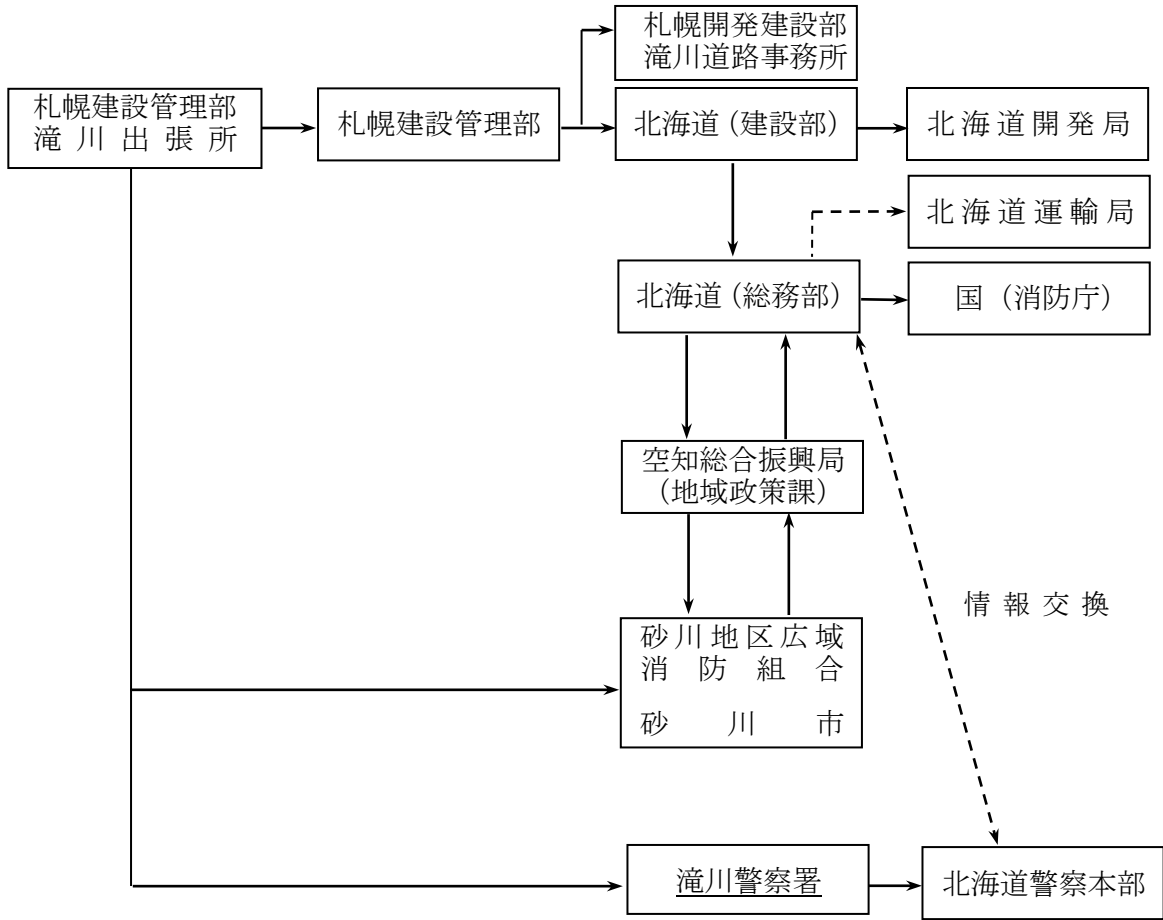 札幌開発建設部
滝川道路事務所
札幌建設管理部
滝川出張所
札幌建設管理部
北海道（建設部）
北海道開発局
北海道運輸局
北海道（総務部）
国（消防庁）
空知総合振興局
（地域政策課）
情報交換
砂川地区広域
消防組合
砂川市
滝川警察署
北海道警察本部